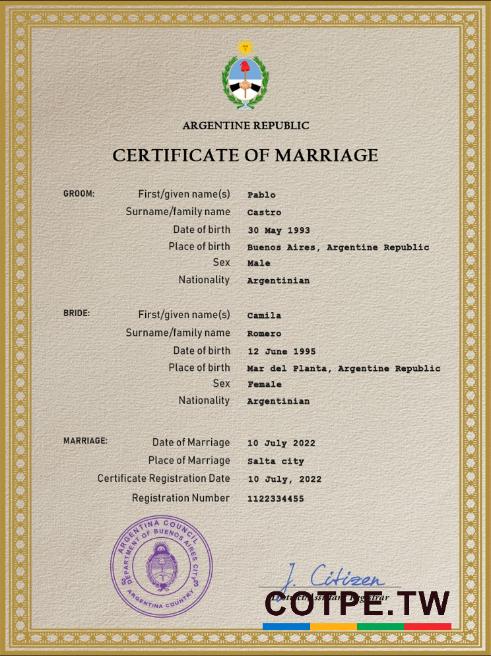 ARGENTINE REPUBLIC
CERTIFICATE OF MARRIAGE
GROOM: First/given name(s) Pablo
Surname/family name Castro
Date of birth 30 May 1993
Place of birth Buenos Aires, Argentine Republic
Sex Male
Nationality Argentinian
BRIDE: First/given name(s) Camila
Surname/family name Romero
Date of birth 12 June 1995
Place of birth Mar del Planta, Argentine Republic
Sex Female
Nationality Argentinian
MARRIAGE: Date of Marriage 10 July 2022
Place of Marriage Salta city
Certificate Registration Date 10 July, 2022
Registration Number 1122334455
ARGENTINA COUNCIL
DEPARTMENT OF BUENOS AIRES CITY
ARGENTINA COUNTRY
J. Citizen
Registrar
COTPE.TW